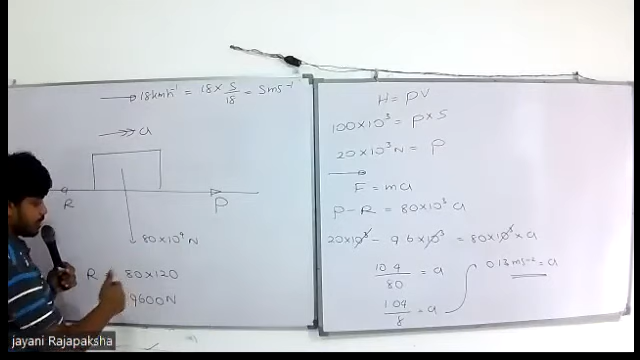 18kmh⁻¹ = 18 × 5/18 = 5ms⁻¹
a
R
P
80×10⁴ N
R
80×120
9600N
H = PV
100×10³ = P×5
20×10³ N = P
F = ma
P − R = 80×10³ a
20×10³ − 9.6×10³ = 80×10³ × a
10.4/80 = a
1.04/8 = a
0.13 ms⁻² = a
jayani Rajapaksha